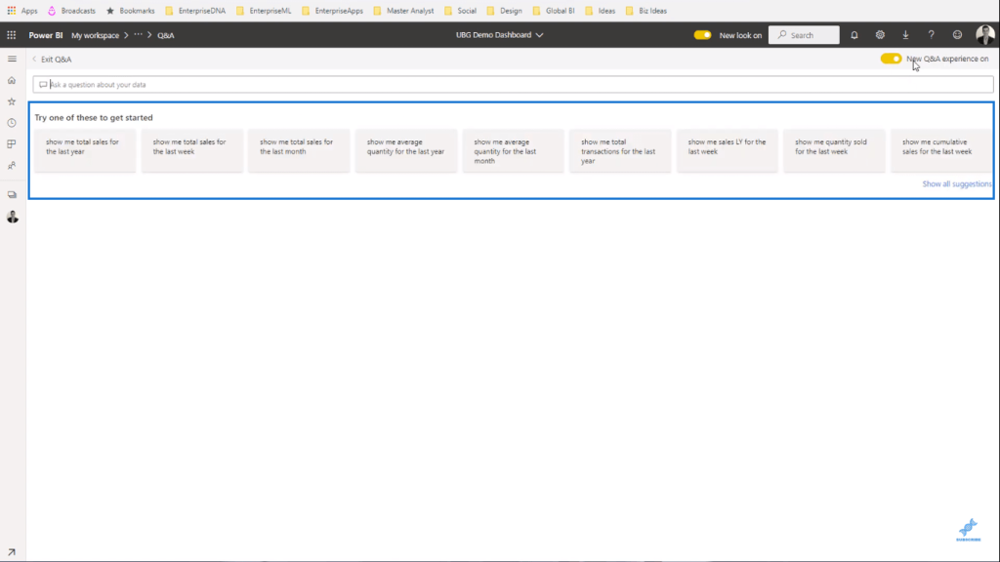 Apps Broadcasts Bookmarks EnterpriseDNA EnterpriseML EnterpriseApps Master Analyst Social Design Global BI Ideas Biz Ideas
Power BI My workspace > ··· > Q&A UBG Demo Dashboard New look on Search
Exit Q&A New Q&A experience on
Ask a question about your data
Try one of these to get started
show me total sales for
the last year
show me total sales for
the last week
show me total sales for
the last month
show me average
quantity for the last year
show me average
quantity for the last
month
show me total
transactions for the last
year
show me sales LY for the
last week
show me quantity sold
for the last week
show me cumulative
sales for the last week
Show all suggestions
SUBSCRIBE